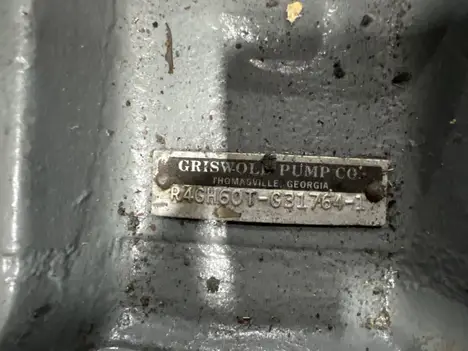 GRISWOLD PUMP CO.
THOMASVILLE, GEORGIA
R4GH60T-G31764-1